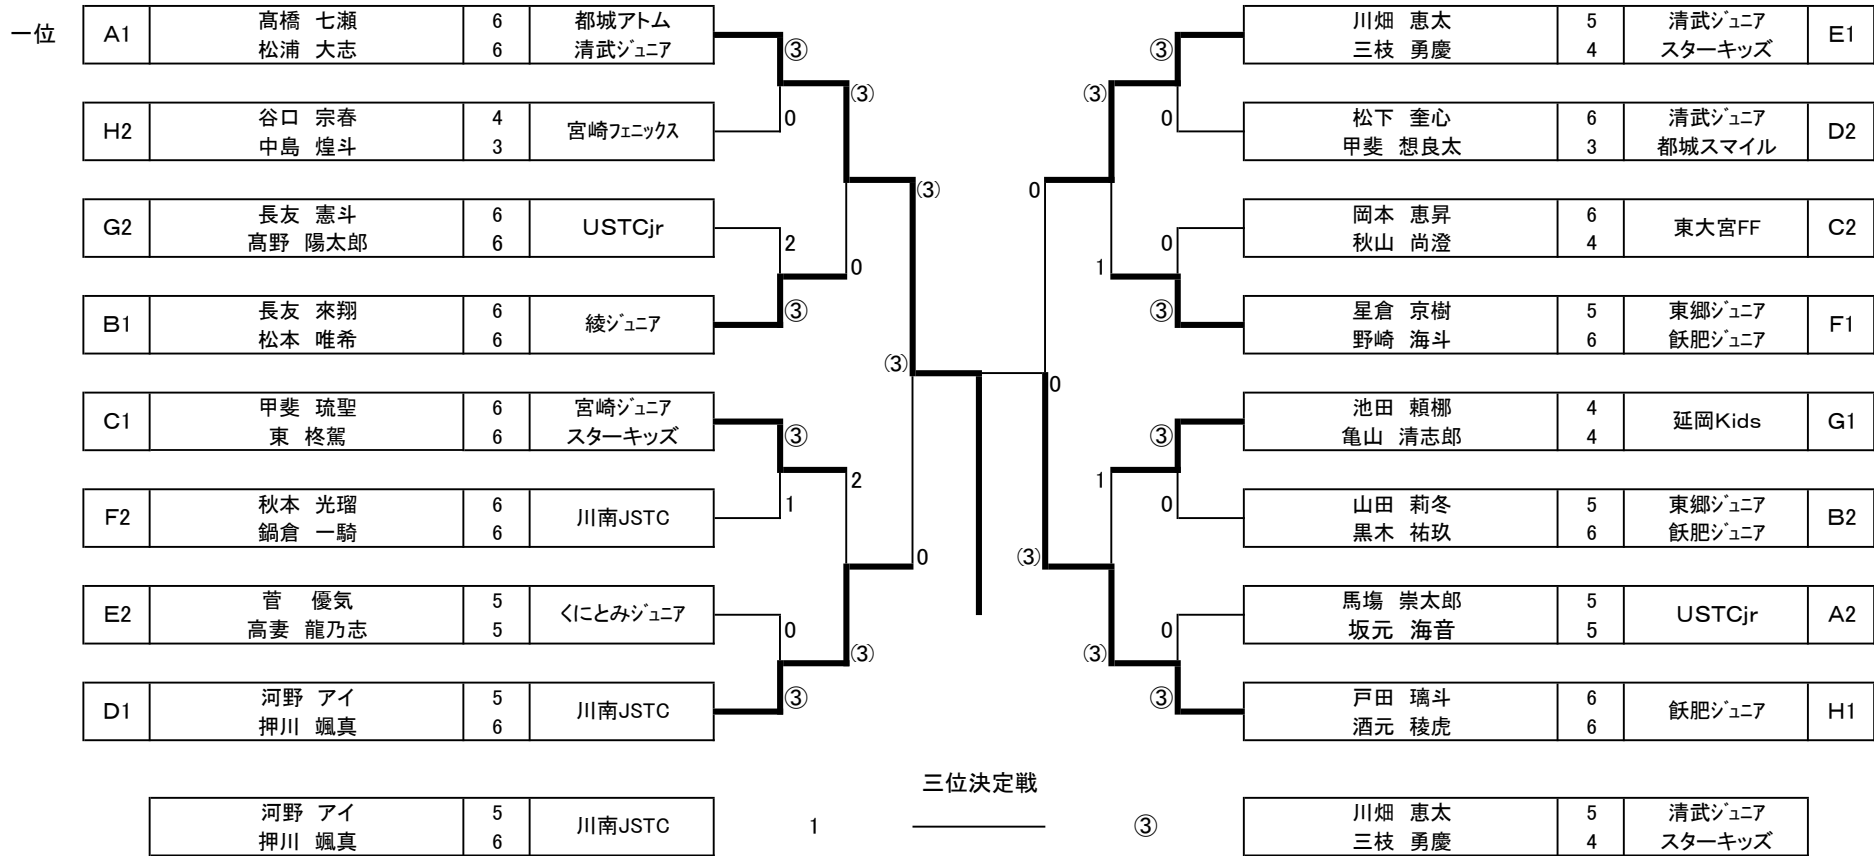 一位
A1 髙橋 七瀬 6 都城アトム
松浦 大志 6 清武ジュニア
③
(3)
H2 谷口 宗春 4 宮崎フェニックス
中島 煌斗 3
0
(3)
G2 長友 憲斗 6 USTCjr
髙野 陽太郎 6
2
0
B1 長友 來翔 6 綾ジュニア
松本 唯希 6
③
(3)
C1 甲斐 琉聖 6 宮崎ジュニア
東 柊駕 6 スターキッズ
③
2
F2 秋本 光瑠 6 川南JSTC
鍋倉 一騎 6
1
0
E2 菅 優気 5 くにとみジュニア
高妻 龍乃志 5
0
(3)
D1 河野 アイ 5 川南JSTC
押川 颯真 6
③
川畑 恵太 5 清武ジュニア E1
三枝 勇慶 4 スターキッズ
③
(3)
松下 奎心 6 清武ジュニア D2
甲斐 想良太 3 都城スマイル
0
0
岡本 恵昇 6 東大宮FF C2
秋山 尚澄 4
0
1
星倉 京樹 5 東郷ジュニア F1
野崎 海斗 6 飫肥ジュニア
③
0
池田 頼梛 4 延岡Kids G1
亀山 清志郎 4
③
1
山田 莉冬 5 東郷ジュニア B2
黒木 祐玖 6 飫肥ジュニア
0
(3)
馬塲 崇太郎 5 USTCjr A2
坂元 海音 5
0
(3)
戸田 璃斗 6 飫肥ジュニア H1
酒元 稜虎 6
③
三位決定戦
河野 アイ 5 川南JSTC 1 ③ 川畑 恵太 5 清武ジュニア
押川 颯真 6 三枝 勇慶 4 スターキッズ